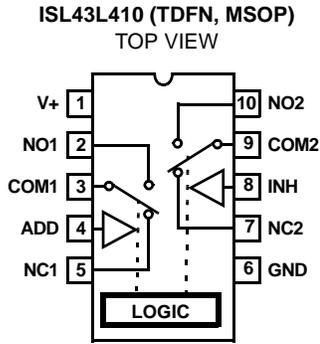 ISL43L410 (TDFN, MSOP)
TOP VIEW
V+ 1 10 NO2
NO1 2 9 COM2
COM1 3 8 INH
ADD 4 7 NC2
NC1 5 6 GND
LOGIC